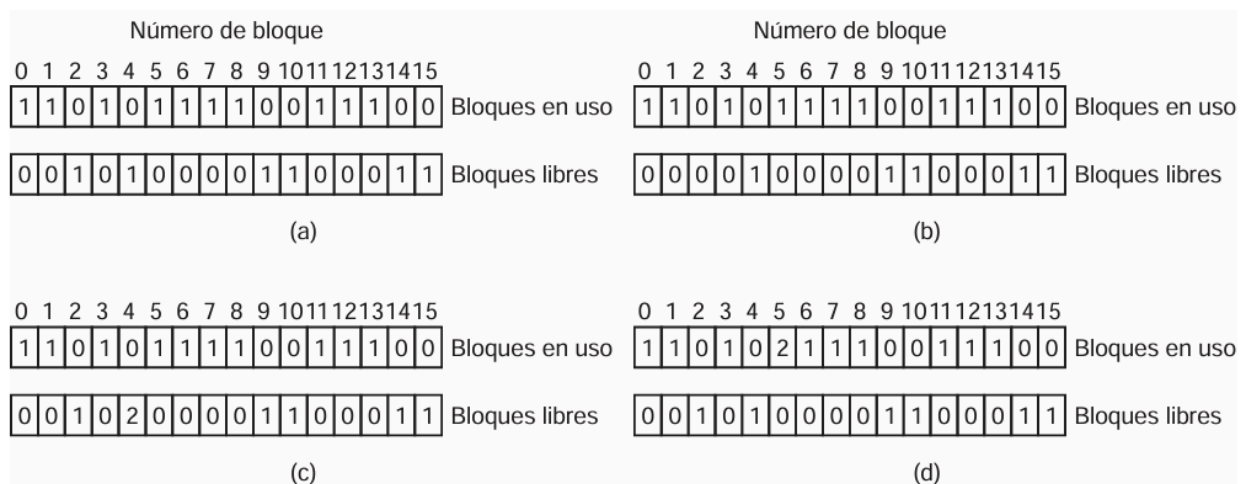 Número de bloque
0 1 2 3 4 5 6 7 8 9 10 11 12 13 14 15
1 1 0 1 0 1 1 1 1 0 0 1 1 1 0 0 Bloques en uso
0 0 1 0 1 0 0 0 0 1 1 0 0 0 1 1 Bloques libres
(a)
Número de bloque
0 1 2 3 4 5 6 7 8 9 10 11 12 13 14 15
1 1 0 1 0 1 1 1 1 0 0 1 1 1 0 0 Bloques en uso
0 0 0 0 1 0 0 0 0 1 1 0 0 0 1 1 Bloques libres
(b)
0 1 2 3 4 5 6 7 8 9 10 11 12 13 14 15
1 1 0 1 0 1 1 1 1 0 0 1 1 1 0 0 Bloques en uso
0 0 1 0 2 0 0 0 0 1 1 0 0 0 1 1 Bloques libres
(c)
0 1 2 3 4 5 6 7 8 9 10 11 12 13 14 15
1 1 0 1 0 2 1 1 1 0 0 1 1 1 0 0 Bloques en uso
0 0 1 0 1 0 0 0 0 1 1 0 0 0 1 1 Bloques libres
(d)